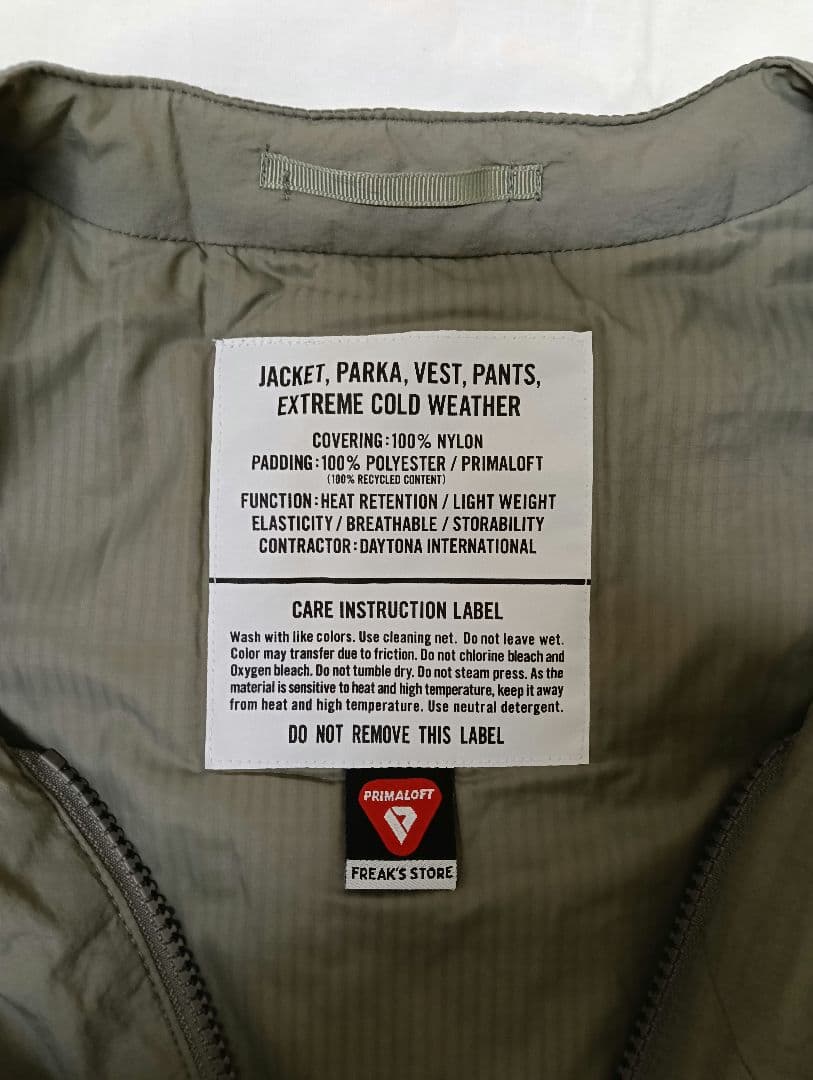 JACKET, PARKA, VEST, PANTS,
EXTREME COLD WEATHER
COVERING:100% NYLON
PADDING:100% POLYESTER / PRIMALOFT
(100% RECYCLED CONTENT)
FUNCTION:HEAT RETENTION / LIGHT WEIGHT
ELASTICITY / BREATHABLE / STORABILITY
CONTRACTOR:DAYTONA INTERNATIONAL
CARE INSTRUCTION LABEL
Wash with like colors. Use cleaning net. Do not leave wet.
Color may transfer due to friction. Do not chlorine bleach and
Oxygen bleach. Do not tumble dry. Do not steam press. As the
material is sensitive to heat and high temperature, keep it away
from heat and high temperature. Use neutral detergent.
DO NOT REMOVE THIS LABEL
PRIMALOFT
FREAK'S STORE